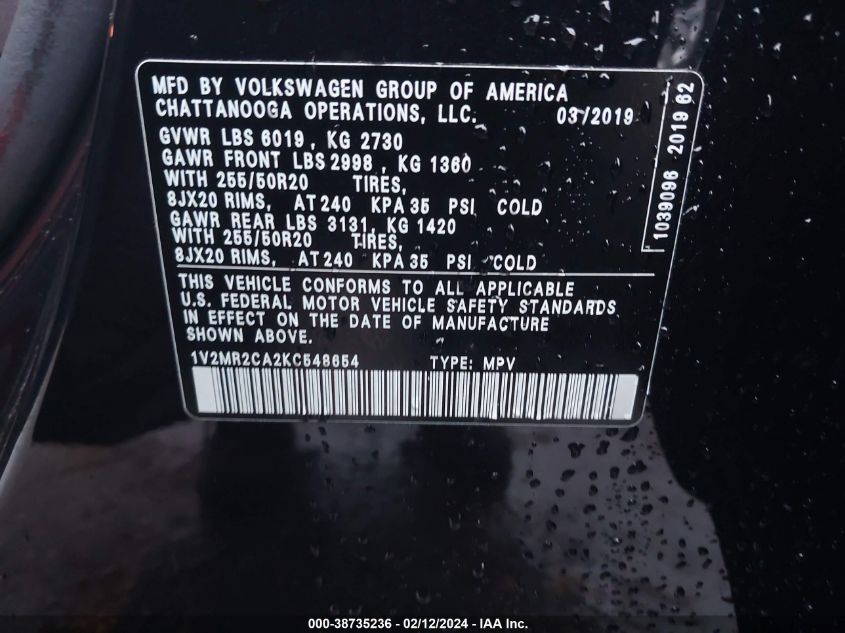 MFD BY VOLKSWAGEN GROUP OF AMERICA
CHATTANOOGA OPERATIONS, LLC. 03/2019
GVWR LBS 6019, KG 2730
GAWR FRONT LBS 2998, KG 1360
WITH 255/50R20 TIRES,
8JX20 RIMS, AT 240 KPA 35 PSI COLD
GAWR REAR LBS 3131, KG 1420
WITH 255/50R20 TIRES,
8JX20 RIMS, AT 240 KPA 35 PSI COLD
THIS VEHICLE CONFORMS TO ALL APPLICABLE
U.S. FEDERAL MOTOR VEHICLE SAFETY STANDARDS
IN EFFECT ON THE DATE OF MANUFACTURE
SHOWN ABOVE.
1V2MR2CA2KC548654 TYPE: MPV
1039096 2019 62
000-38735236 - 02/12/2024 - IAA Inc.